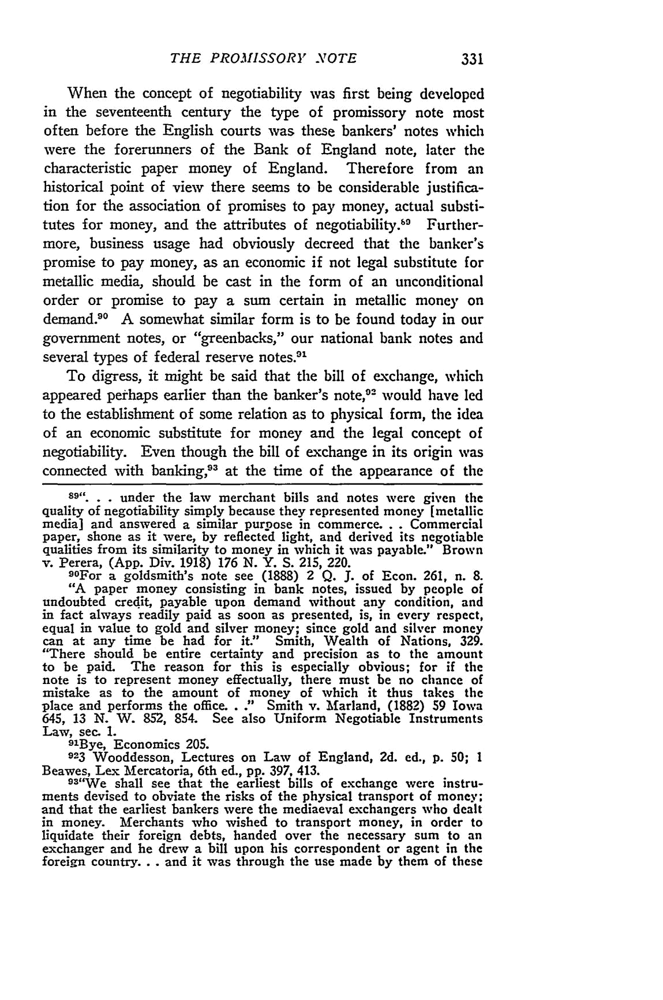 THE PROMISSORY NOTE 331
When the concept of negotiability was first being developed
in the seventeenth century the type of promissory note most
often before the English courts was these bankers' notes which
were the forerunners of the Bank of England note, later the
characteristic paper money of England. Therefore from an
historical point of view there seems to be considerable justifica-
tion for the association of promises to pay money, actual substi-
tutes for money, and the attributes of negotiability.⁸⁹ Further-
more, business usage had obviously decreed that the banker's
promise to pay money, as an economic if not legal substitute for
metallic media, should be cast in the form of an unconditional
order or promise to pay a sum certain in metallic money on
demand.⁹⁰ A somewhat similar form is to be found today in our
government notes, or “greenbacks,” our national bank notes and
several types of federal reserve notes.⁹¹
To digress, it might be said that the bill of exchange, which
appeared perhaps earlier than the banker's note,⁹² would have led
to the establishment of some relation as to physical form, the idea
of an economic substitute for money and the legal concept of
negotiability. Even though the bill of exchange in its origin was
connected with banking,⁹³ at the time of the appearance of the
⁸⁹“. . . under the law merchant bills and notes were given the
quality of negotiability simply because they represented money [metallic
media] and answered a similar purpose in commerce. . . Commercial
paper, shone as it were, by reflected light, and derived its negotiable
qualities from its similarity to money in which it was payable.” Brown
v. Perera, (App. Div. 1918) 176 N. Y. S. 215, 220.
⁹⁰For a goldsmith's note see (1888) 2 Q. J. of Econ. 261, n. 8.
“A paper money consisting in bank notes, issued by people of
undoubted credit, payable upon demand without any condition, and
in fact always readily paid as soon as presented, is, in every respect,
equal in value to gold and silver money; since gold and silver money
can at any time be had for it.” Smith, Wealth of Nations, 329.
“There should be entire certainty and precision as to the amount
to be paid. The reason for this is especially obvious; for if the
note is to represent money effectually, there must be no chance of
mistake as to the amount of money of which it thus takes the
place and performs the office. . .” Smith v. Marland, (1882) 59 Iowa
645, 13 N. W. 852, 854. See also Uniform Negotiable Instruments
Law, sec. 1.
⁹¹Bye, Economics 205.
⁹²3 Wooddesson, Lectures on Law of England, 2d. ed., p. 50; 1
Beawes, Lex Mercatoria, 6th ed., pp. 397, 413.
⁹³“We shall see that the earliest bills of exchange were instru-
ments devised to obviate the risks of the physical transport of money;
and that the earliest bankers were the mediaeval exchangers who dealt
in money. Merchants who wished to transport money, in order to
liquidate their foreign debts, handed over the necessary sum to an
exchanger and he drew a bill upon his correspondent or agent in the
foreign country. . . and it was through the use made by them of these